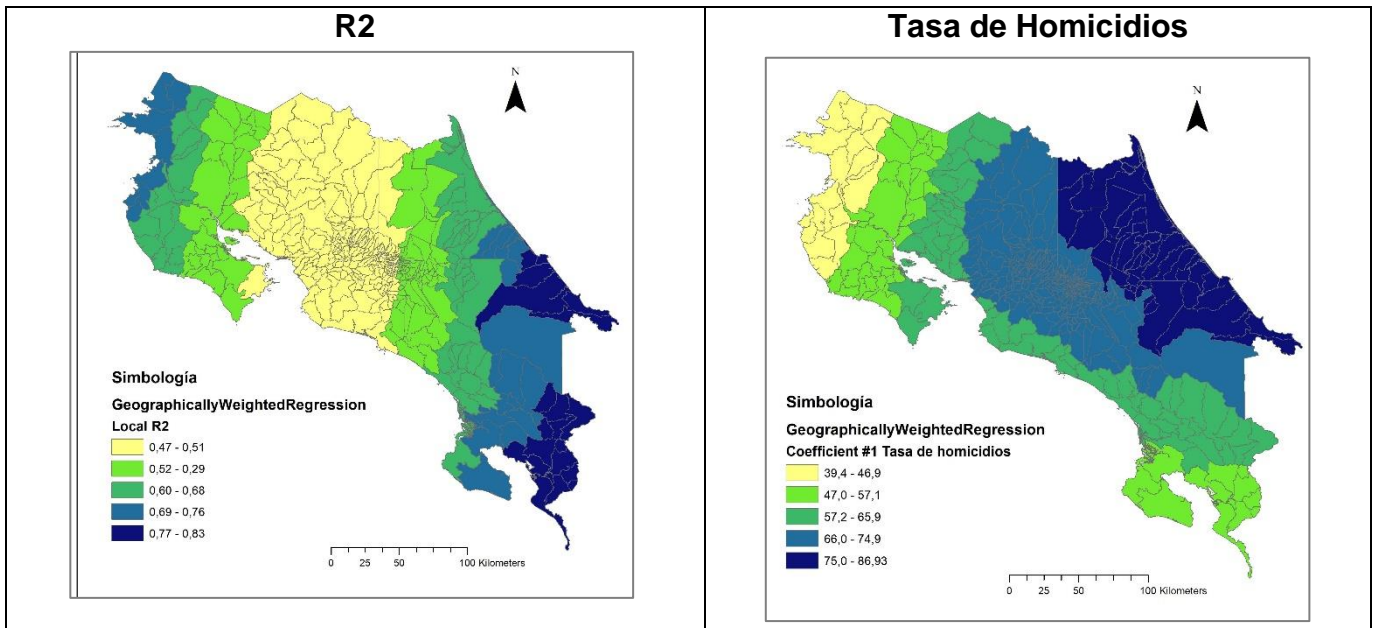 R2
N
Simbología
GeographicallyWeightedRegression
Local R2
0,47 - 0,51
0,52 - 0,29
0,60 - 0,68
0,69 - 0,76
0,77 - 0,83
0 25 50 100 Kilometers
Tasa de Homicidios
N
Simbología
GeographicallyWeightedRegression
Coefficient #1 Tasa de homicidios
39,4 - 46,9
47,0 - 57,1
57,2 - 65,9
66,0 - 74,9
75,0 - 86,93
0 25 50 100 Kilometers